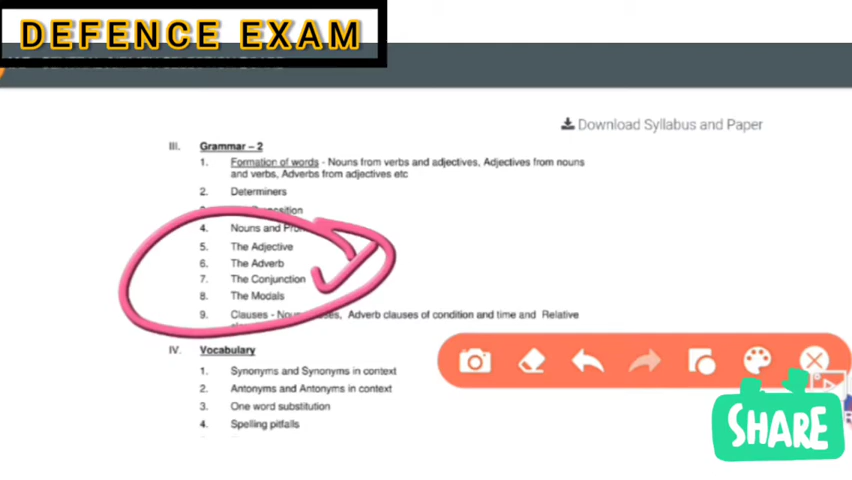 DEFENCE EXAM
Download Syllabus and Paper
III. Grammar – 2
1. Formation of words - Nouns from verbs and adjectives, Adjectives from nouns
and verbs, Adverbs from adjectives etc
2. Determiners
4. Nouns and
5. The Adjective
6. The Adverb
7. The Conjunction
8. The Modals
9. Clauses - Adverb clauses of condition and time and Relative
IV. Vocabulary
1. Synonyms and Synonyms in context
2. Antonyms and Antonyms in context
3. One word substitution
4. Spelling pitfalls
SHARE